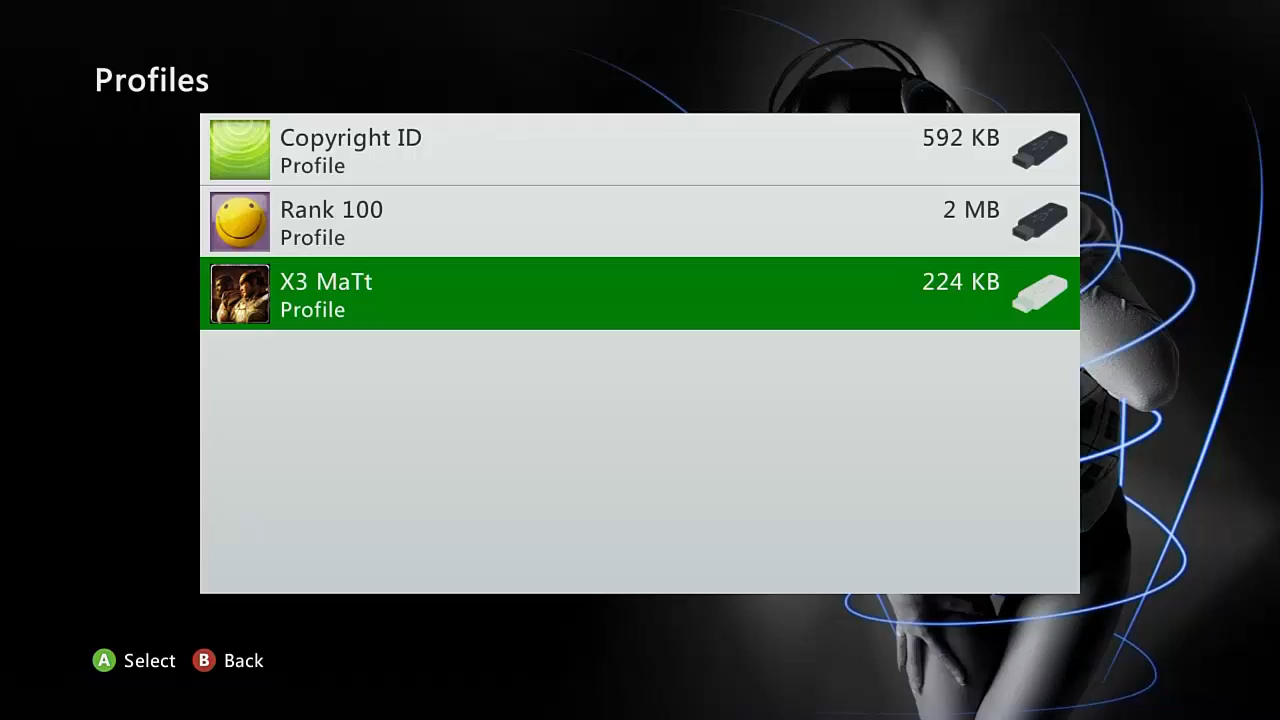 Profiles
Copyright ID 592 KB
Profile
Rank 100 2 MB
Profile
X3 MaTt 224 KB
Profile
A Select B Back